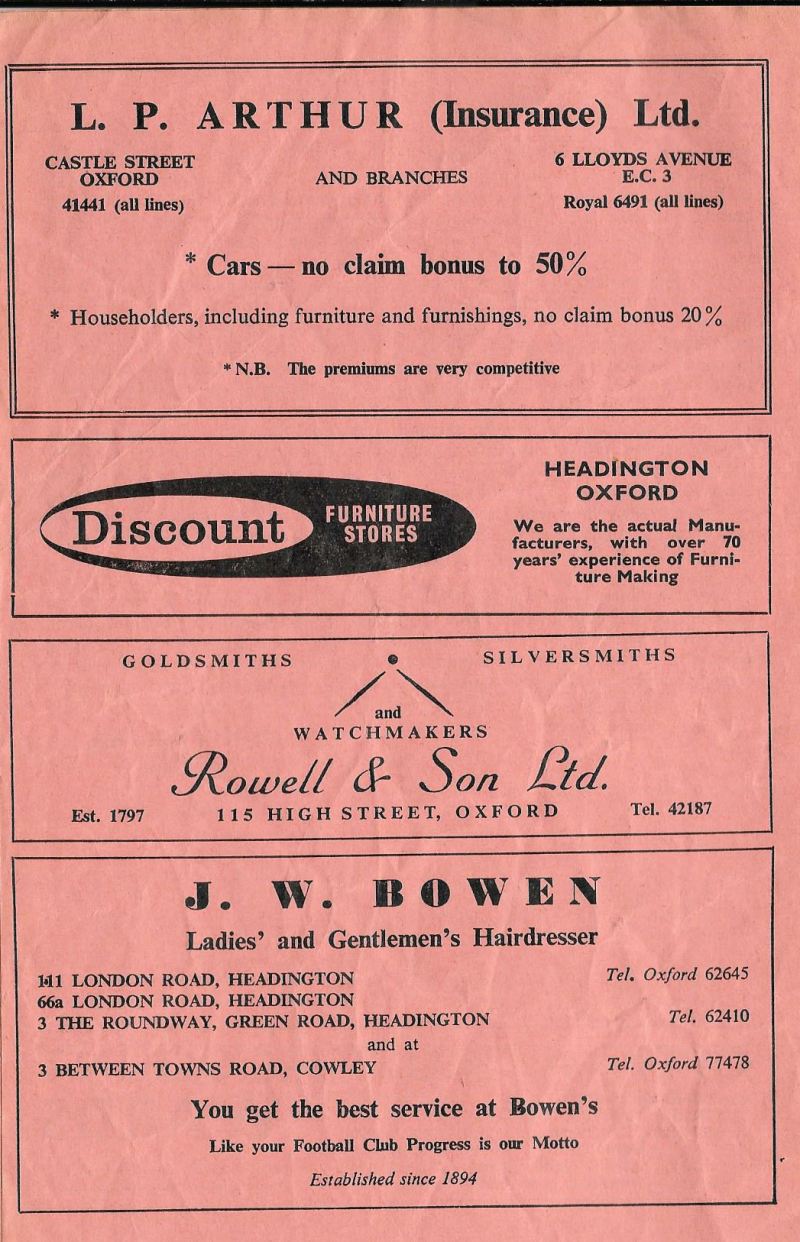 L. P. ARTHUR (Insurance) Ltd.
CASTLE STREET
OXFORD
41441 (all lines)
AND BRANCHES
6 LLOYDS AVENUE
E.C. 3
Royal 6491 (all lines)
* Cars — no claim bonus to 50%
* Householders, including furniture and furnishings, no claim bonus 20%
* N.B. The premiums are very competitive
Discount
FURNITURE
STORES
HEADINGTON
OXFORD
We are the actual Manu-
facturers, with over 70
years' experience of Furni-
ture Making
GOLDSMITHS
SILVERSMITHS
and
WATCHMAKERS
Rowell & Son Ltd.
Est. 1797
115 HIGH STREET, OXFORD
Tel. 42187
J. W. BOWEN
Ladies' and Gentlemen's Hairdresser
111 LONDON ROAD, HEADINGTON Tel. Oxford 62645
66a LONDON ROAD, HEADINGTON
3 THE ROUNDWAY, GREEN ROAD, HEADINGTON Tel. 62410
and at
3 BETWEEN TOWNS ROAD, COWLEY Tel. Oxford 77478
You get the best service at Bowen's
Like your Football Club Progress is our Motto
Established since 1894